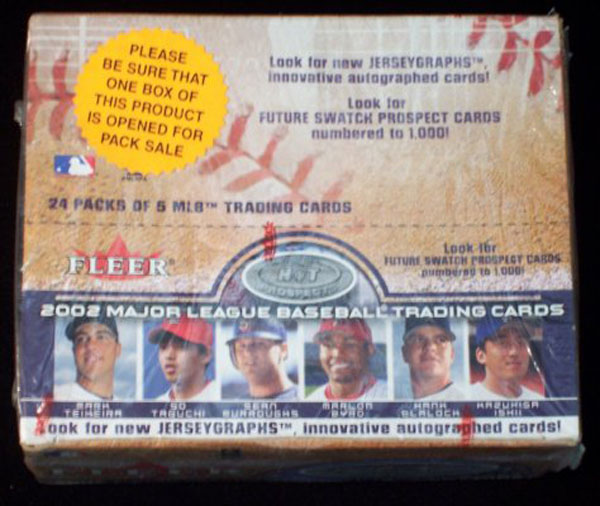 PLEASE
BE SURE THAT
ONE BOX OF
THIS PRODUCT
IS OPENED FOR
PACK SALE
Look for new JERSEYGRAPHS™,
innovative autographed cards!
Look for
FUTURE SWATCH PROSPECT CARDS
numbered to 1,000!
24 PACKS OF 5 MLB™ TRADING CARDS
FLEER®
HOT
PROSPECTS
Look for
FUTURE SWATCH PROSPECT CARDS
numbered to 1,000!
2002 MAJOR LEAGUE BASEBALL® TRADING CARDS
MARK TEIXEIRA
SO TAGUCHI
SEAN BURROUGHS
MARLON BYRD
HANK BLALOCK
KAZUHISA ISHII
ook for new JERSEYGRAPHS™, innovative autographed cards!